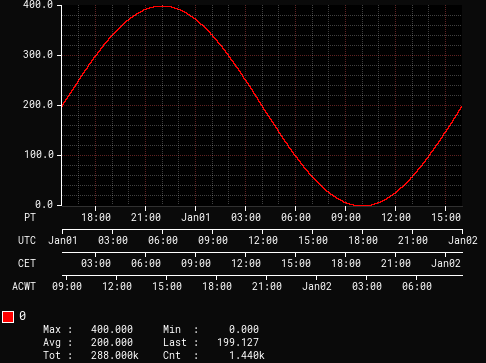 400.0
300.0
200.0
100.0
0.0
PT 18:00 21:00 Jan01 03:00 06:00 09:00 12:00 15:00
UTC Jan01 03:00 06:00 09:00 12:00 15:00 18:00 21:00 Jan02
CET 03:00 06:00 09:00 12:00 15:00 18:00 21:00 Jan02
ACWT 09:00 12:00 15:00 18:00 21:00 Jan02 03:00 06:00
0
Max : 400.000 Min : 0.000
Avg : 200.000 Last : 199.127
Tot : 288.000k Cnt : 1.440k